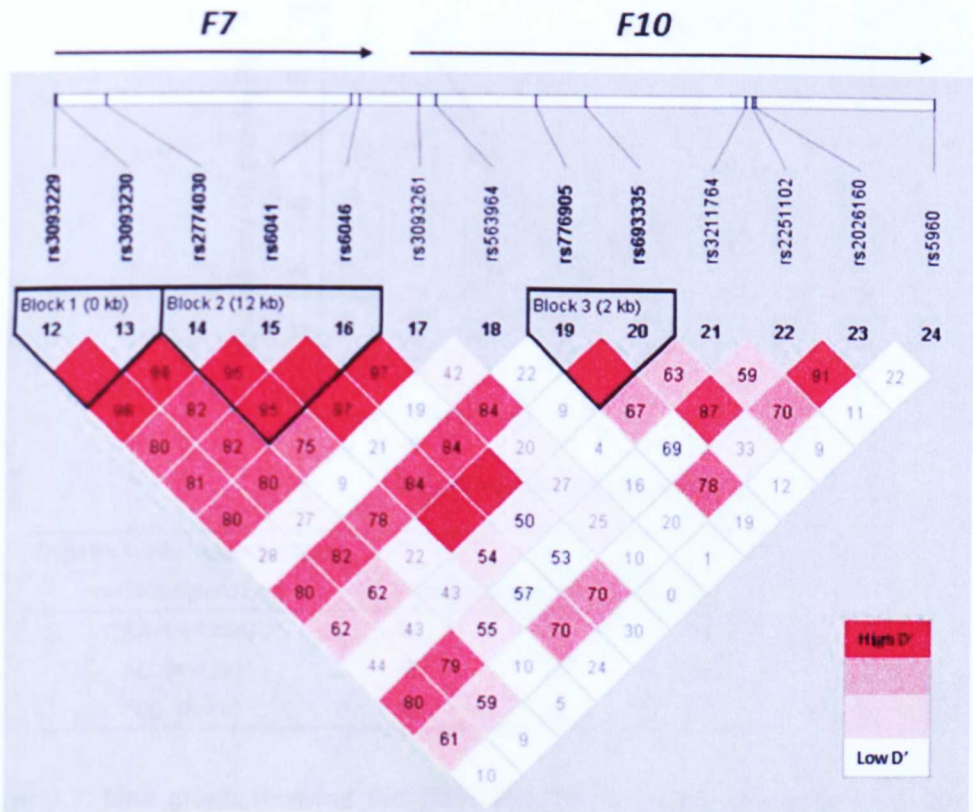 F7 F10
rs3093229 rs3093230 rs2774030 rs6041 rs6046 rs3093261 rs563964 rs776905 rs693335 rs3211764 rs2251102 rs2026160 rs5960
Block 1 (0 kb) Block 2 (12 kb) Block 3 (2 kb)
12 13 14 15 16 17 18 19 20 21 22 23 24
99 95 97 42 22 63 59 91 22
98 82 95 97 19 84 9 67 87 70 11
80 82 75 21 84 20 4 69 33 9
81 80 9 84 27 16 78 12
80 27 78 50 25 20 19
28 82 22 54 53 10 1
80 62 43 57 70 0
62 43 55 70 30
44 79 10 24
80 59 5
61 9
10
High D'
Low D'